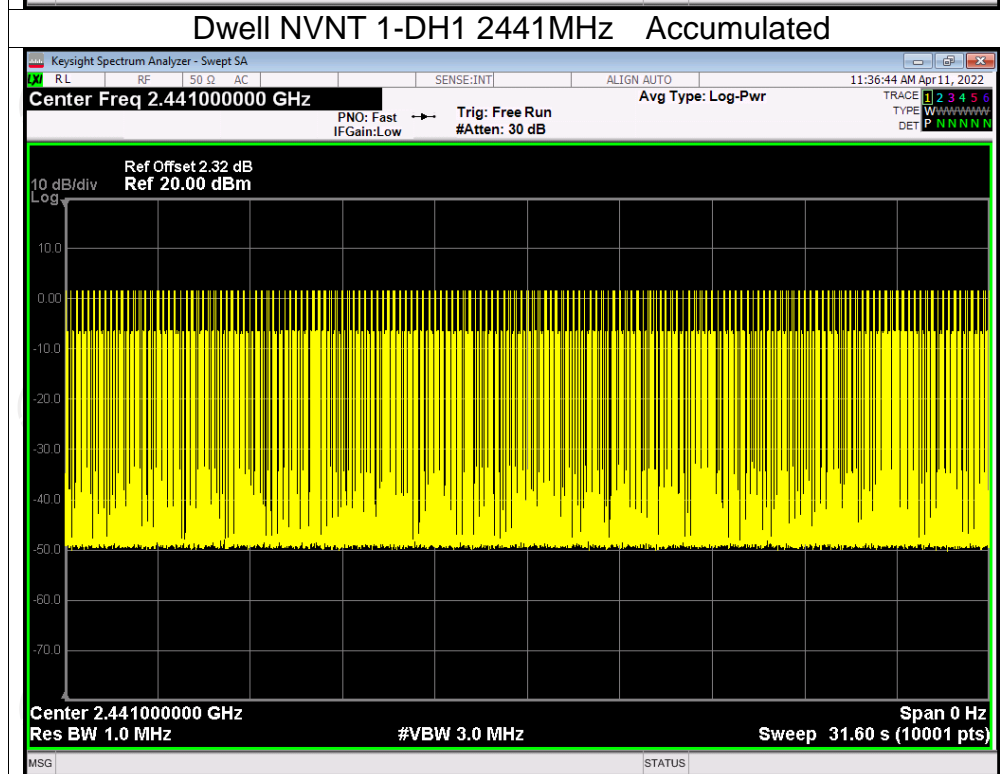 Dwell NVNT 1-DH1 2441MHz Accumulated
Keysight Spectrum Analyzer - Swept SA
LXI RL RF 50 Ω AC SENSE:INT ALIGN AUTO 11:36:44 AM Apr 11, 2022
Center Freq 2.441000000 GHz Avg Type: Log-Pwr TRACE 1 2 3 4 5 6
PNO: Fast Trig: Free Run TYPE WWWWWW
IFGain:Low #Atten: 30 dB DET P N N N N N
Ref Offset 2.32 dB
10 dB/div Ref 20.00 dBm
Log
10.0
0.00
-10.0
-20.0
-30.0
-40.0
-50.0
-60.0
-70.0
Center 2.441000000 GHz Span 0 Hz
Res BW 1.0 MHz #VBW 3.0 MHz Sweep 31.60 s (10001 pts)
MSG STATUS